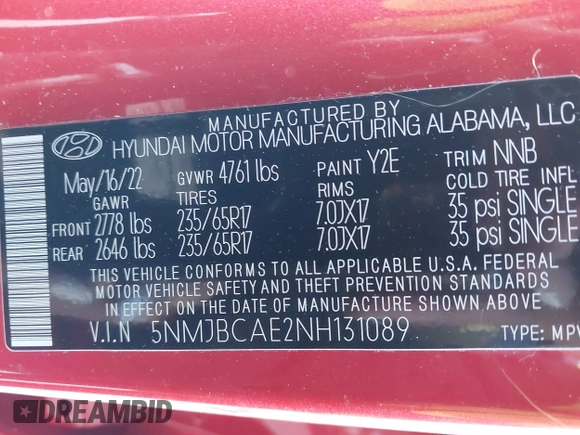 MANUFACTURED BY
HYUNDAI MOTOR MANUFACTURING ALABAMA, LLC
May/16/22 GVWR 4761 lbs PAINT Y2E TRIM NNB
GAWR TIRES RIMS COLD TIRE INFL
FRONT 2778 lbs 235/65R17 7.0JX17 35 psi SINGLE
REAR 2646 lbs 235/65R17 7.0JX17 35 psi SINGLE
THIS VEHICLE CONFORMS TO ALL APPLICABLE U.S.A. FEDERAL
MOTOR VEHICLE SAFETY AND THEFT PREVENTION STANDARDS
IN EFFECT ON THE DATE OF MANUFACTURE SHOWN ABOVE.
V.I.N 5NMJBCAE2NH131089 TYPE: MPV
DREAMBID